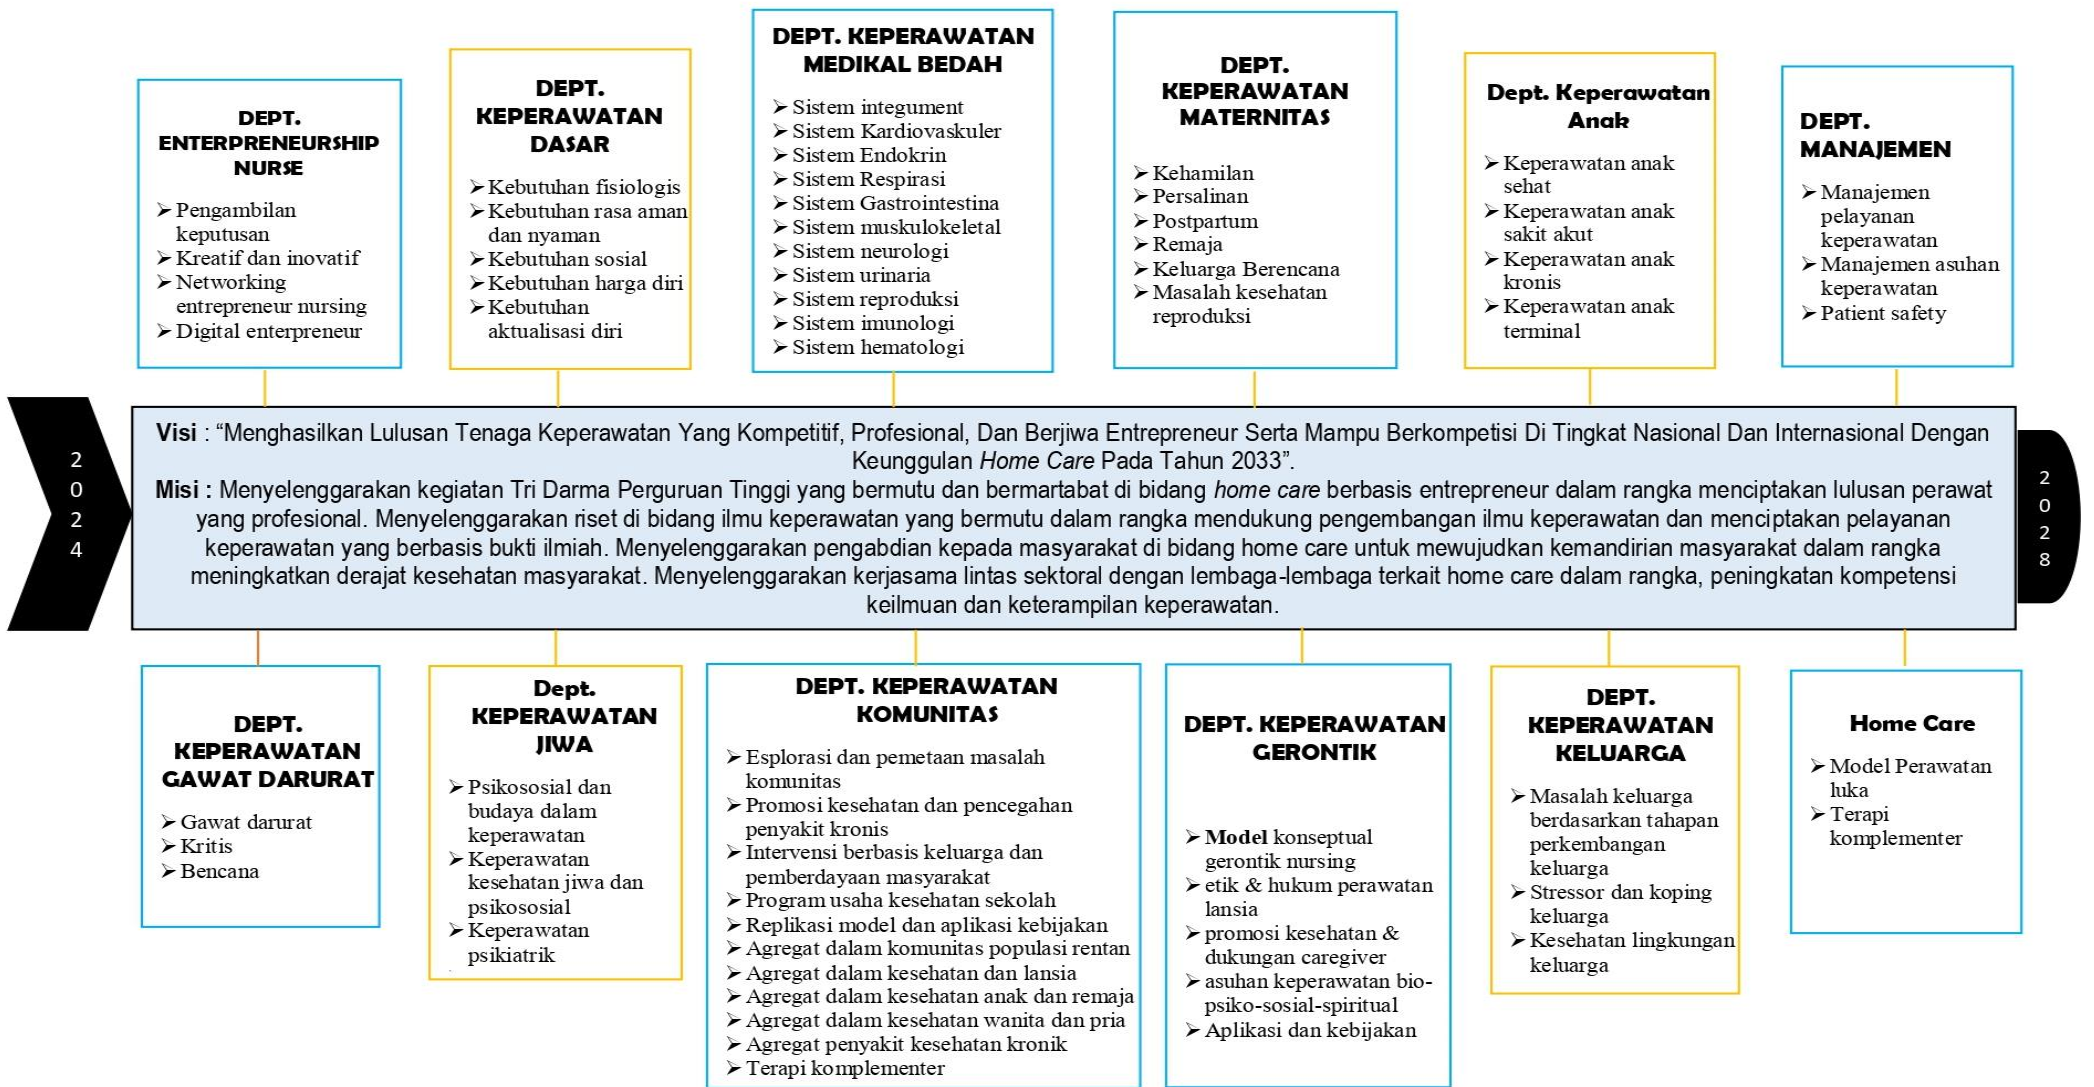 DEPT.
ENTERPRENEURSHIP
NURSE
➢ Pengambilan
keputusan
➢ Kreatif dan inovatif
➢ Networking
entrepreneur nursing
➢ Digital enterpreneur
DEPT.
KEPERAWATAN
DASAR
➢ Kebutuhan fisiologis
➢ Kebutuhan rasa aman
dan nyaman
➢ Kebutuhan sosial
➢ Kebutuhan harga diri
➢ Kebutuhan
aktualisasi diri
DEPT. KEPERAWATAN
MEDIKAL BEDAH
➢ Sistem integument
➢ Sistem Kardiovaskuler
➢ Sistem Endokrin
➢ Sistem Respirasi
➢ Sistem Gastrointestina
➢ Sistem muskulokeletal
➢ Sistem neurologi
➢ Sistem urinaria
➢ Sistem reproduksi
➢ Sistem imunologi
➢ Sistem hematologi
DEPT.
KEPERAWATAN
MATERNITAS
➢ Kehamilan
➢ Persalinan
➢ Postpartum
➢ Remaja
➢ Keluarga Berencana
➢ Masalah kesehatan
reproduksi
Dept. Keperawatan
Anak
➢ Keperawatan anak
sehat
➢ Keperawatan anak
sakit akut
➢ Keperawatan anak
kronis
➢ Keperawatan anak
terminal
DEPT.
MANAJEMEN
➢ Manajemen
pelayanan
keperawatan
➢ Manajemen asuhan
keperawatan
➢ Patient safety
2
0
2
4
Visi : “Menghasilkan Lulusan Tenaga Keperawatan Yang Kompetitif, Profesional, Dan Berjiwa Entrepreneur Serta Mampu Berkompetisi Di Tingkat Nasional Dan Internasional Dengan
Keunggulan Home Care Pada Tahun 2033”.
Misi : Menyelenggarakan kegiatan Tri Darma Perguruan Tinggi yang bermutu dan bermartabat di bidang home care berbasis entrepreneur dalam rangka menciptakan lulusan perawat
yang profesional. Menyelenggarakan riset di bidang ilmu keperawatan yang bermutu dalam rangka mendukung pengembangan ilmu keperawatan dan menciptakan pelayanan
keperawatan yang berbasis bukti ilmiah. Menyelenggarakan pengabdian kepada masyarakat di bidang home care untuk mewujudkan kemandirian masyarakat dalam rangka
meningkatkan derajat kesehatan masyarakat. Menyelenggarakan kerjasama lintas sektoral dengan lembaga-lembaga terkait home care dalam rangka, peningkatan kompetensi
keilmuan dan keterampilan keperawatan.
2
0
2
8
DEPT.
KEPERAWATAN
GAWAT DARURAT
➢ Gawat darurat
➢ Kritis
➢ Bencana
Dept.
KEPERAWATAN
JIWA
➢ Psikososial dan
budaya dalam
keperawatan
➢ Keperawatan
kesehatan jiwa dan
psikososial
➢ Keperawatan
psikiatrik
DEPT. KEPERAWATAN
KOMUNITAS
➢ Esplorasi dan pemetaan masalah
komunitas
➢ Promosi kesehatan dan pencegahan
penyakit kronis
➢ Intervensi berbasis keluarga dan
pemberdayaan masyarakat
➢ Program usaha kesehatan sekolah
➢ Replikasi model dan aplikasi kebijakan
➢ Agregat dalam komunitas populasi rentan
➢ Agregat dalam kesehatan dan lansia
➢ Agregat dalam kesehatan anak dan remaja
➢ Agregat dalam kesehatan wanita dan pria
➢ Agregat penyakit kesehatan kronik
➢ Terapi komplementer
DEPT. KEPERAWATAN
GERONTIK
➢ Model konseptual
gerontik nursing
➢ etik & hukum perawatan
lansia
➢ promosi kesehatan &
dukungan caregiver
➢ asuhan keperawatan bio-
psiko-sosial-spiritual
➢ Aplikasi dan kebijakan
DEPT.
KEPERAWATAN
KELUARGA
➢ Masalah keluarga
berdasarkan tahapan
perkembangan
keluarga
➢ Stressor dan koping
keluarga
➢ Kesehatan lingkungan
keluarga
Home Care
➢ Model Perawatan
luka
➢ Terapi
komplementer